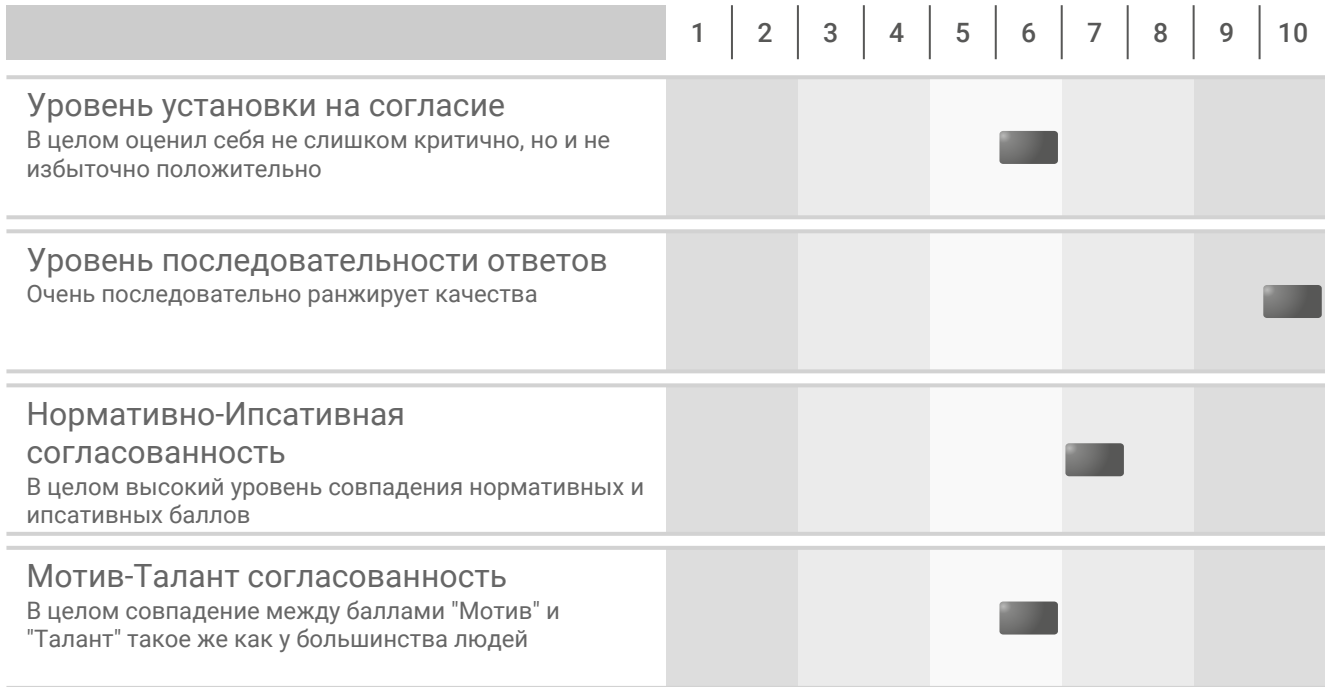 1 2 3 4 5 6 7 8 9 10
Уровень установки на согласие
В целом оценил себя не слишком критично, но и не
избыточно положительно
Уровень последовательности ответов
Очень последовательно ранжирует качества
Нормативно-Ипсативная
согласованность
В целом высокий уровень совпадения нормативных и
ипсативных баллов
Мотив-Талант согласованность
В целом совпадение между баллами "Мотив" и
"Талант" такое же как у большинства людей